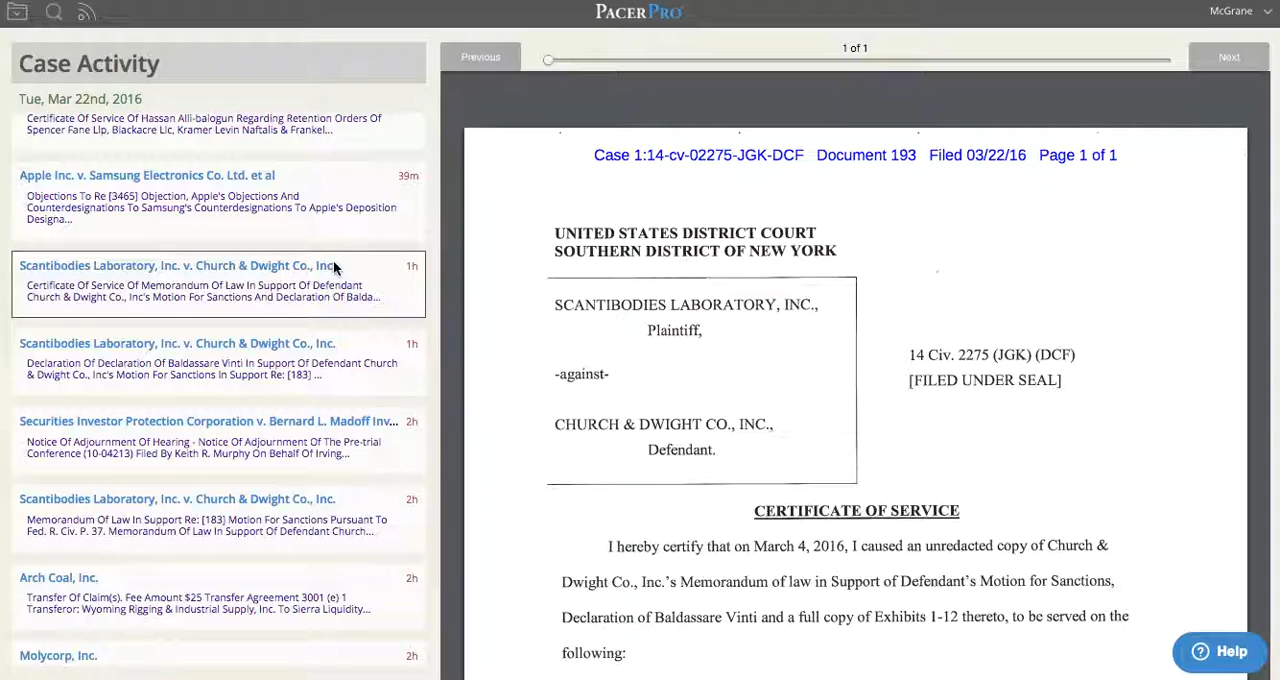 PACERPRO
McGrane
Case Activity
Tue, Mar 22nd, 2016
Certificate Of Service Of Hassan Alli-balogun Regarding Retention Orders Of
Spencer Fane Llp, Blackacre Llc, Kramer Levin Naftalis & Frankel...
Apple Inc. v. Samsung Electronics Co. Ltd. et al
39m
Objections To Re [3465] Objection, Apple's Objections And
Counterdesignations To Samsung's Counterdesignations To Apple's Deposition
Designa...
Scantibodies Laboratory, Inc. v. Church & Dwight Co., Inc.
1h
Certificate Of Service Of Memorandum Of Law In Support Of Defendant
Church & Dwight Co., Inc's Motion For Sanctions And Declaration Of Balda...
Scantibodies Laboratory, Inc. v. Church & Dwight Co., Inc.
1h
Declaration Of Declaration Of Baldassare Vinti In Support Of Defendant Church
& Dwight Co., Inc's Motion For Sanctions In Support Re: [183] ...
Securities Investor Protection Corporation v. Bernard L. Madoff Inv...
2h
Notice Of Adjournment Of Hearing - Notice Of Adjournment Of The Pre-trial
Conference (10-04213) Filed By Keith R. Murphy On Behalf Of Irving...
Scantibodies Laboratory, Inc. v. Church & Dwight Co., Inc.
2h
Memorandum Of Law In Support Re: [183] Motion For Sanctions Pursuant To
Fed. R. Civ. P. 37. Memorandum Of Law In Support Of Defendant Church...
Arch Coal, Inc.
2h
Transfer Of Claim(s). Fee Amount $25 Transfer Agreement 3001 (e) 1
Transferor: Wyoming Rigging & Industrial Supply, Inc. To Sierra Liquidity...
Molycorp, Inc.
2h
Previous
1 of 1
Next
Case 1:14-cv-02275-JGK-DCF Document 193 Filed 03/22/16 Page 1 of 1
UNITED STATES DISTRICT COURT
SOUTHERN DISTRICT OF NEW YORK
SCANTIBODIES LABORATORY, INC.,
Plaintiff,
-against-
CHURCH & DWIGHT CO., INC.,
Defendant.
14 Civ. 2275 (JGK) (DCF)
[FILED UNDER SEAL]
CERTIFICATE OF SERVICE
I hereby certify that on March 4, 2016, I caused an unredacted copy of Church &
Dwight Co., Inc.'s Memorandum of law in Support of Defendant's Motion for Sanctions,
Declaration of Baldassare Vinti and a full copy of Exhibits 1-12 thereto, to be served on the
following:
Help